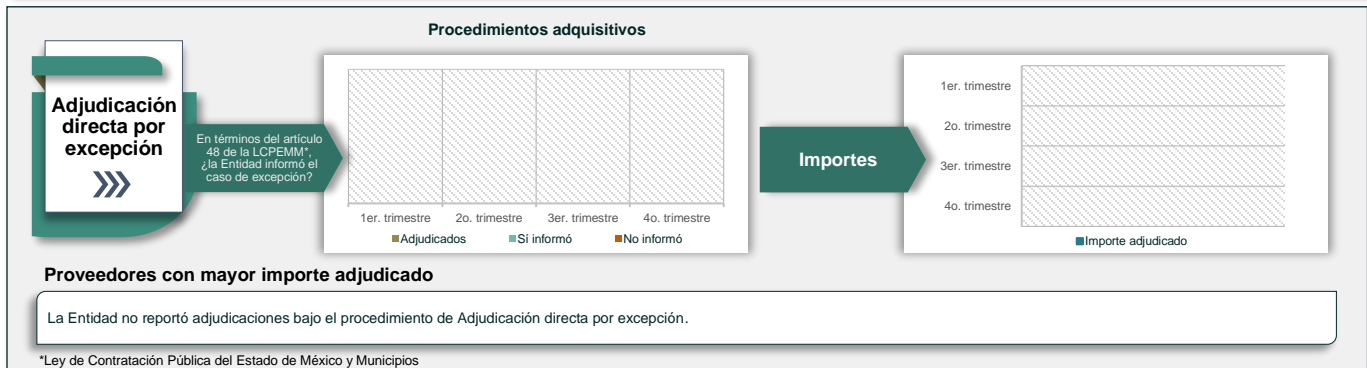 Procedimientos adquisitivos
Adjudicación
directa por
excepción
En términos del artículo
48 de la LCPEMM*,
¿la Entidad informó el
caso de excepción?
1er. trimestre 2o. trimestre 3er. trimestre 4o. trimestre
Adjudicados Sí informó No informó
Importes
1er. trimestre
2o. trimestre
3er. trimestre
4o. trimestre
Importe adjudicado
Proveedores con mayor importe adjudicado
La Entidad no reportó adjudicaciones bajo el procedimiento de Adjudicación directa por excepción.
*Ley de Contratación Pública del Estado de México y Municipios